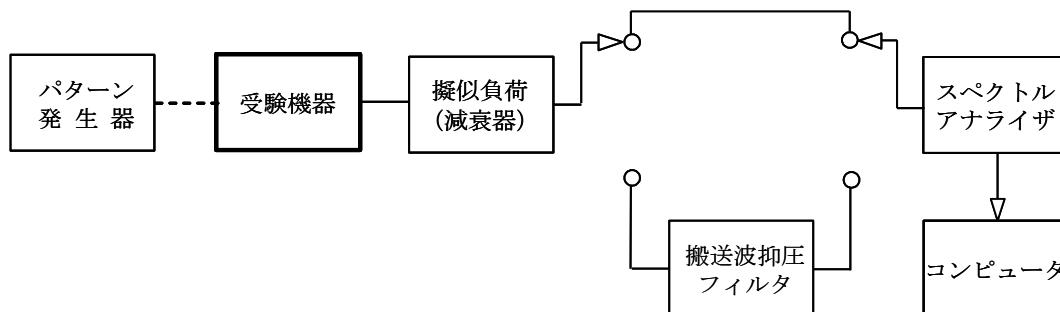 パターン
発生器
受験機器
擬似負荷
(減衰器)
スペクトル
アナライザ
搬送波抑圧
フィルタ
コンピュータ